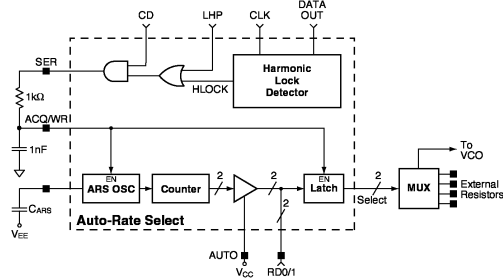 CD LHP CLK DATA OUT
SER
HLOCK
Harmonic Lock Detector
1kΩ
ACQ/WR
1nF
EN
ARS OSC
Counter
2
2
EN
Latch
2
Select
MUX
To VCO
External Resistors
CARS
VEE
2
Auto-Rate Select
AUTO
VCC
RD0/1